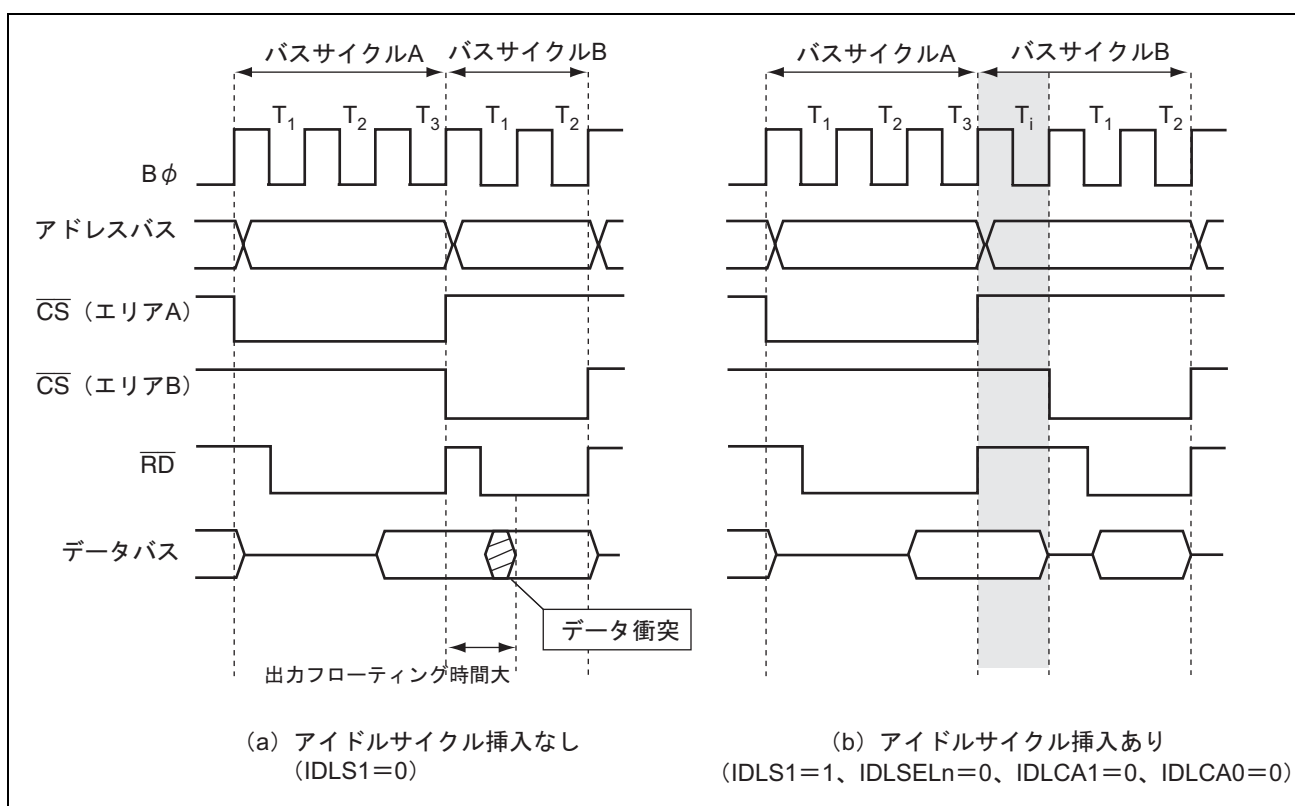 バスサイクルA バスサイクルB
T1 T2 T3 T1 T2
Bφ
アドレスバス
CS（エリアA）
CS（エリアB）
RD
データバス
データ衝突
出力フローティング時間大
（a）アイドルサイクル挿入なし
（IDLS1＝0）
バスサイクルA バスサイクルB
T1 T2 T3 Ti T1 T2
（b）アイドルサイクル挿入あり
（IDLS1＝1、IDLSELn＝0、IDLCA1＝0、IDLCA0＝0）